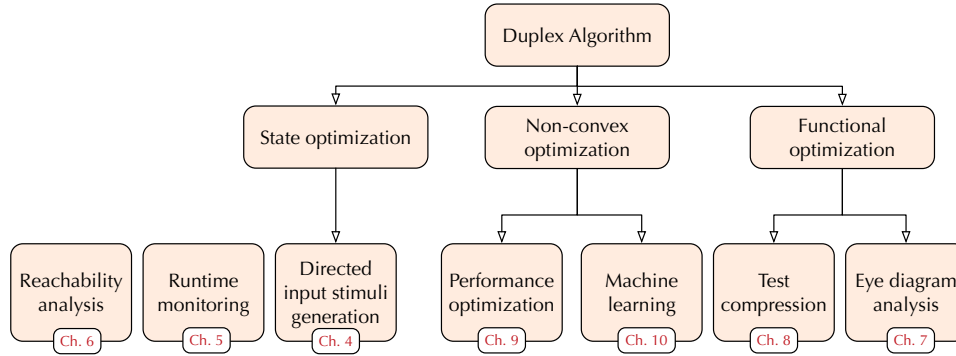 Duplex Algorithm
State optimization
Non-convex
optimization
Functional
optimization
Reachability
analysis
Ch. 6
Runtime
monitoring
Ch. 5
Directed
input stimuli
generation
Ch. 4
Performance
optimization
Ch. 9
Machine
learning
Ch. 10
Test
compression
Ch. 8
Eye diagram
analysis
Ch. 7